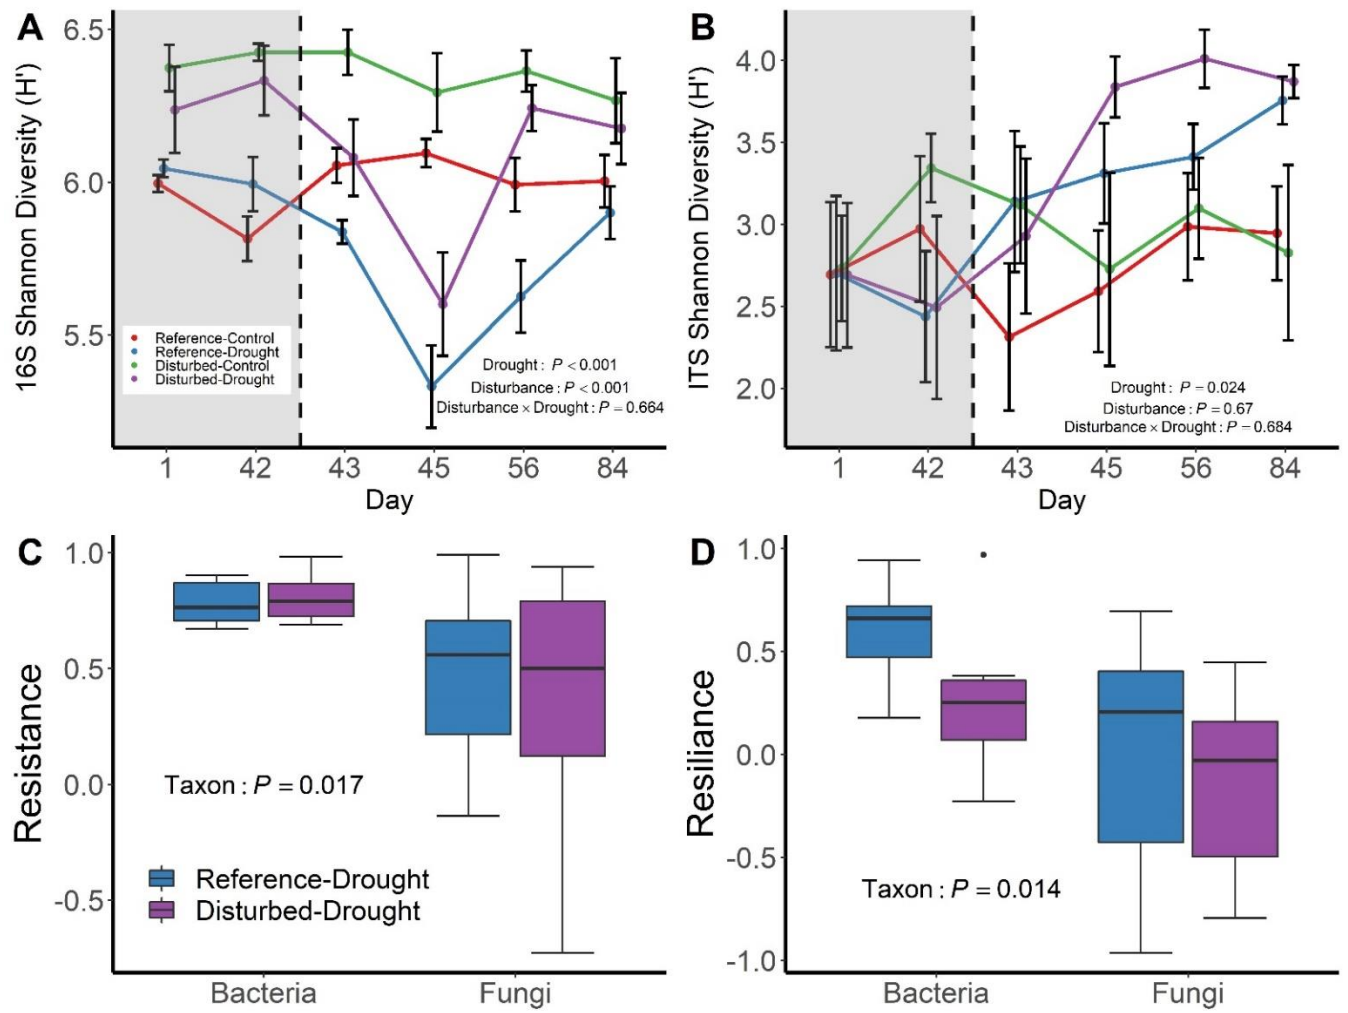 A
16S Shannon Diversity (H')
6.5
6.0
5.5
Reference-Control
Reference-Drought
Disturbed-Control
Disturbed-Drought
Drought : P < 0.001
Disturbance : P < 0.001
Disturbance × Drought : P = 0.664
1 42 43 45 56 84
Day
B
ITS Shannon Diversity (H')
4.0
3.5
3.0
2.5
2.0
Drought : P = 0.024
Disturbance : P = 0.67
Disturbance × Drought : P = 0.684
1 42 43 45 56 84
Day
C
Resistance
1.0
0.5
0.0
-0.5
Taxon : P = 0.017
Reference-Drought
Disturbed-Drought
Bacteria Fungi
D
Resiliance
1.0
0.5
0.0
-0.5
-1.0
Taxon : P = 0.014
Bacteria Fungi